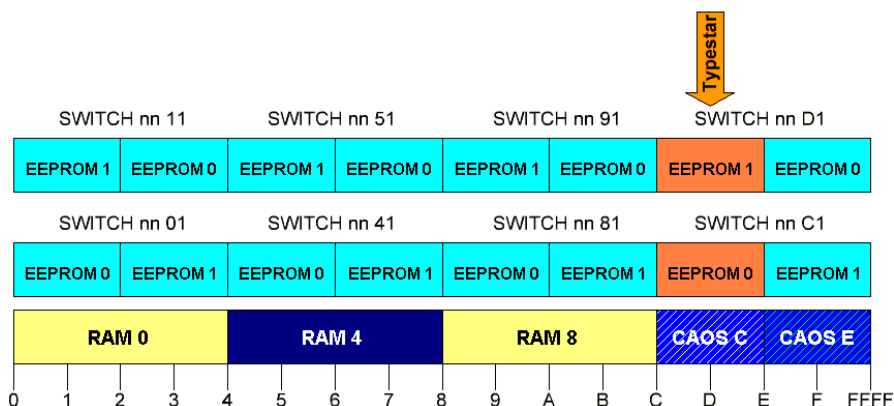 Typestar
SWITCH nn 11 SWITCH nn 51 SWITCH nn 91 SWITCH nn D1
EEPROM 1 EEPROM 0 EEPROM 1 EEPROM 0 EEPROM 1 EEPROM 0 EEPROM 1 EEPROM 0
SWITCH nn 01 SWITCH nn 41 SWITCH nn 81 SWITCH nn C1
EEPROM 0 EEPROM 1 EEPROM 0 EEPROM 1 EEPROM 0 EEPROM 1 EEPROM 0 EEPROM 1
RAM 0 RAM 4 RAM 8 CAOS C CAOS E
0 1 2 3 4 5 6 7 8 9 A B C D E F FFFF